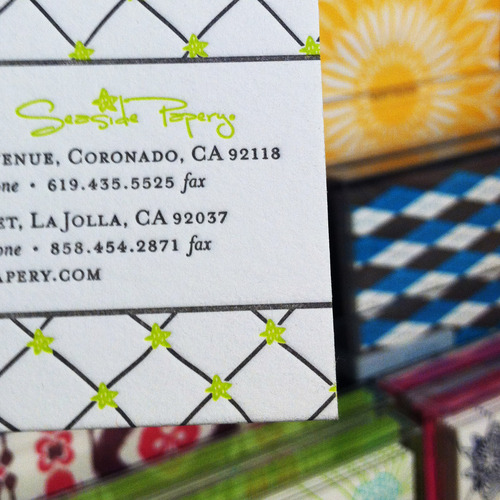 Seaside Papery
ENUE, CORONADO, CA 92118
one • 619.435.5525 fax
ET, LA JOLLA, CA 92037
one • 858.454.2871 fax
APERY.COM